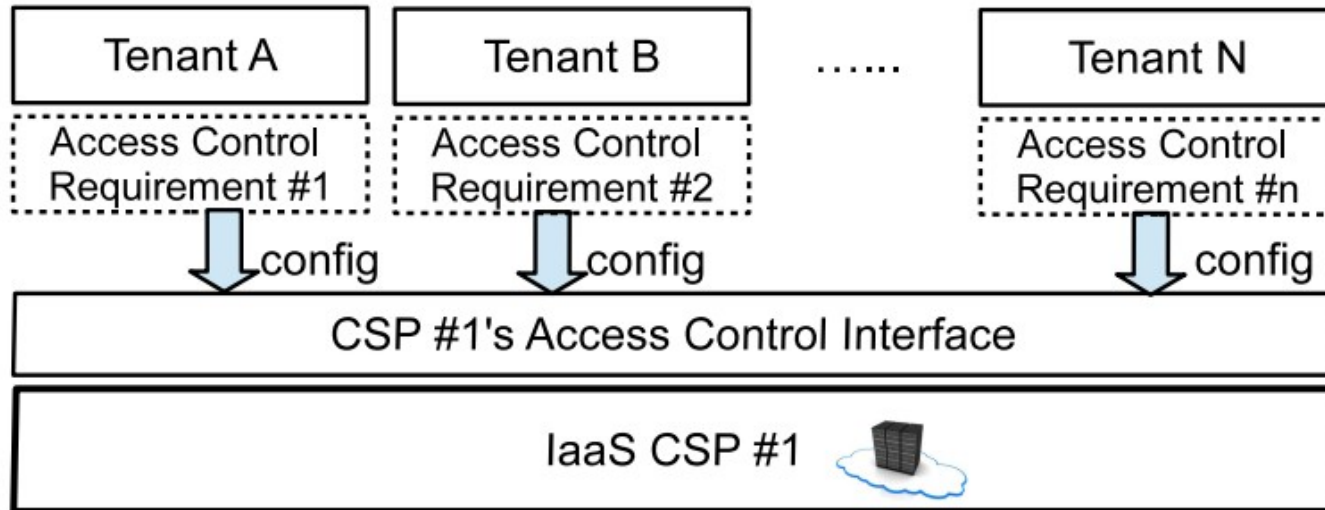 Tenant A
Tenant B
......
Tenant N
Access Control
Requirement #1
Access Control
Requirement #2
Access Control
Requirement #n
config
config
config
CSP #1's Access Control Interface
IaaS CSP #1